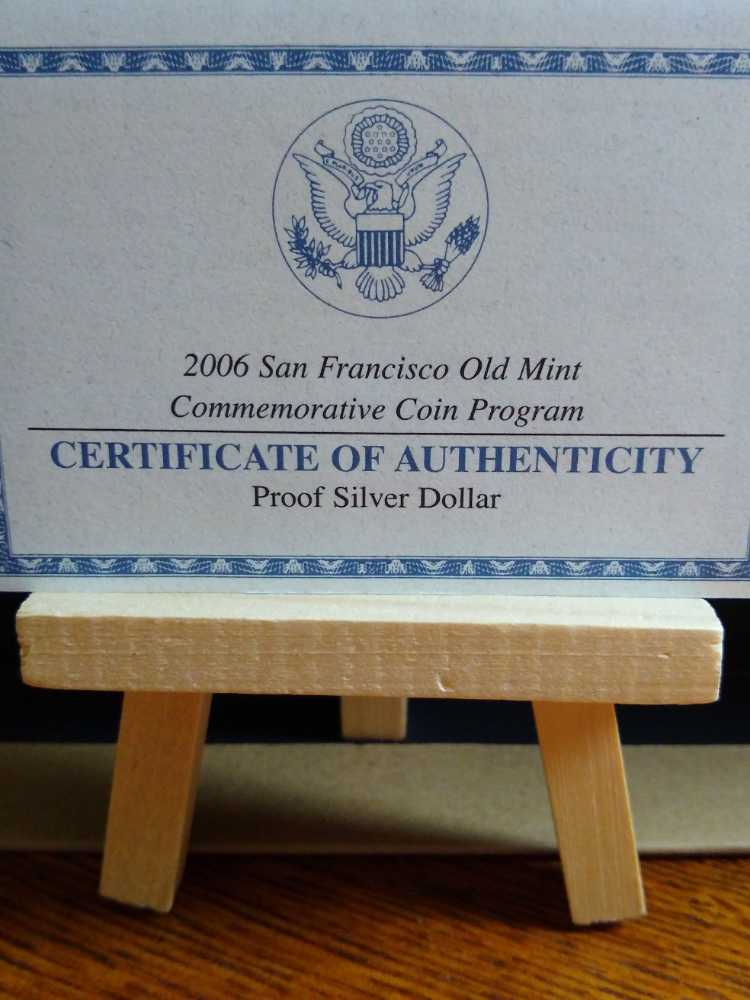 2006 San Francisco Old Mint
Commemorative Coin Program
CERTIFICATE OF AUTHENTICITY
Proof Silver Dollar